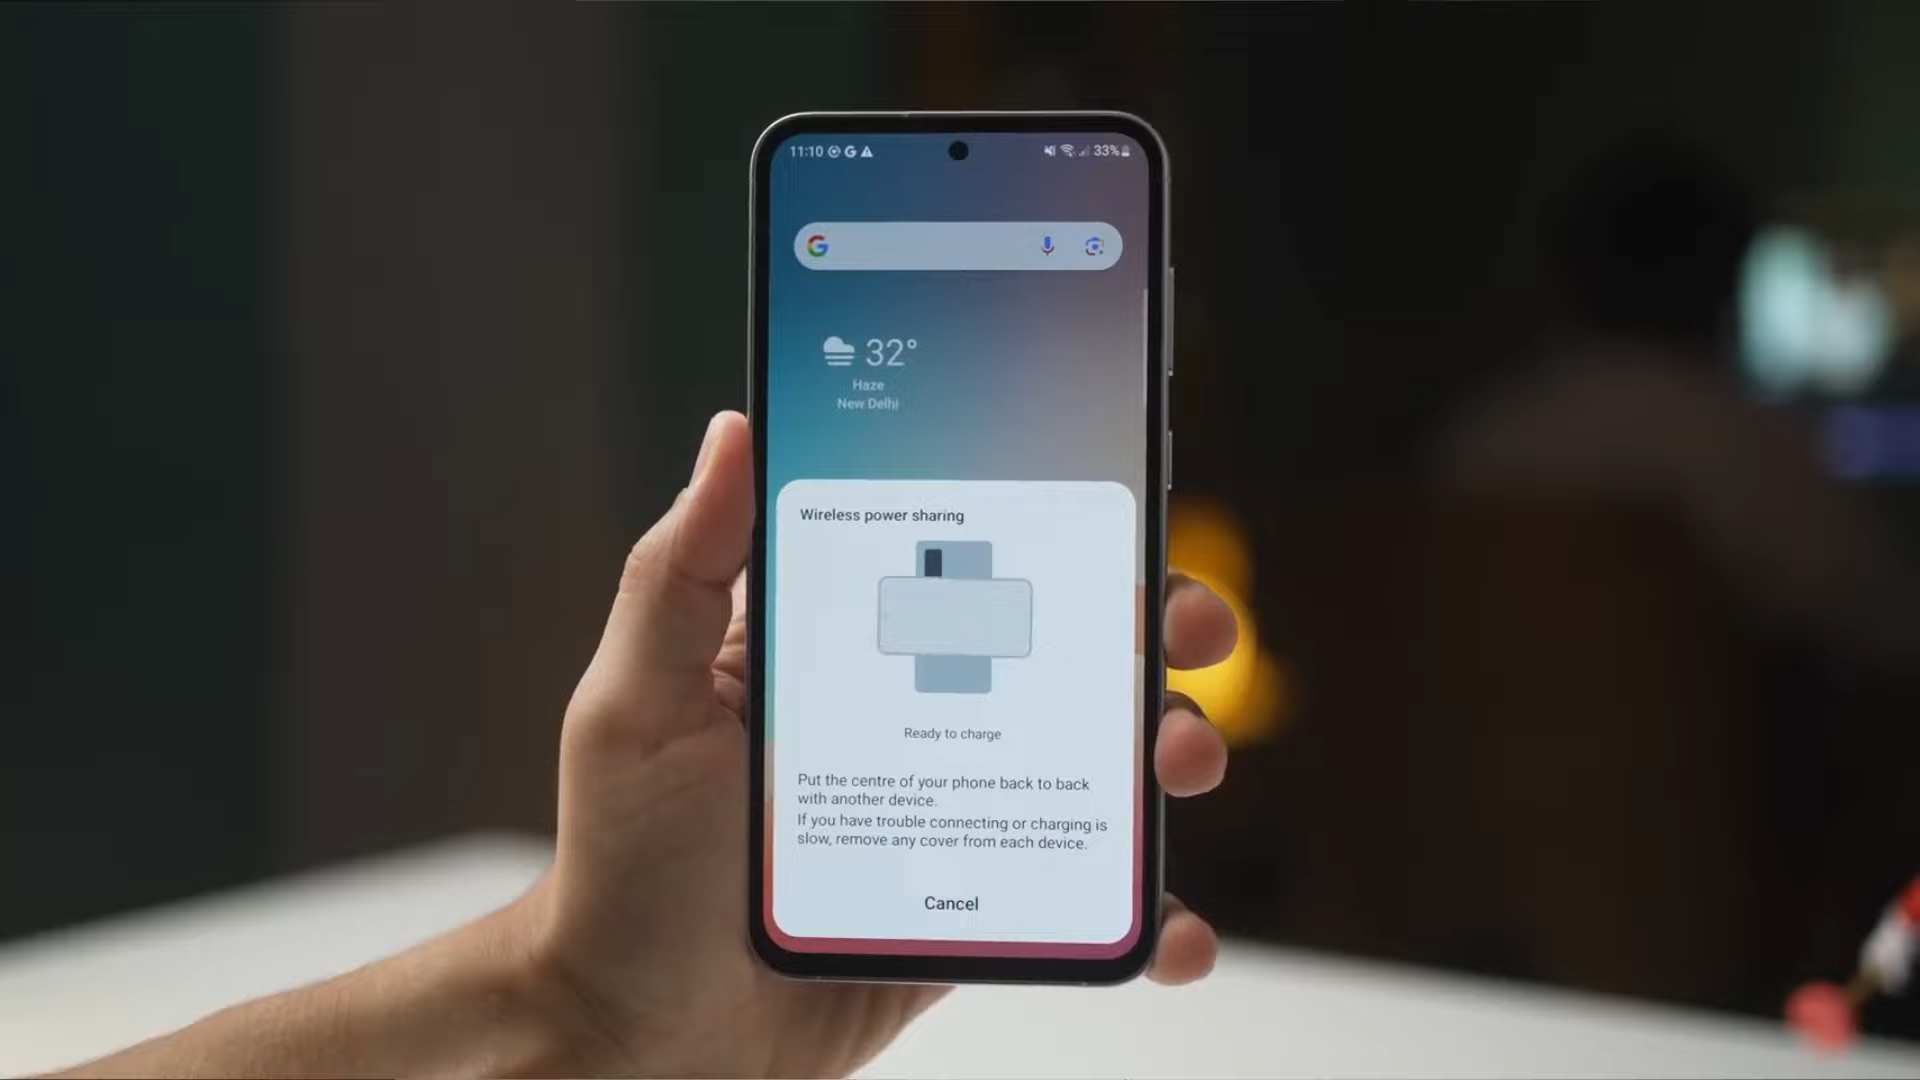 11:10 G 33%
G
32°
Haze
New Delhi
Wireless power sharing
Ready to charge
Put the centre of your phone back to back
with another device.
If you have trouble connecting or charging is
slow, remove any cover from each device.
Cancel